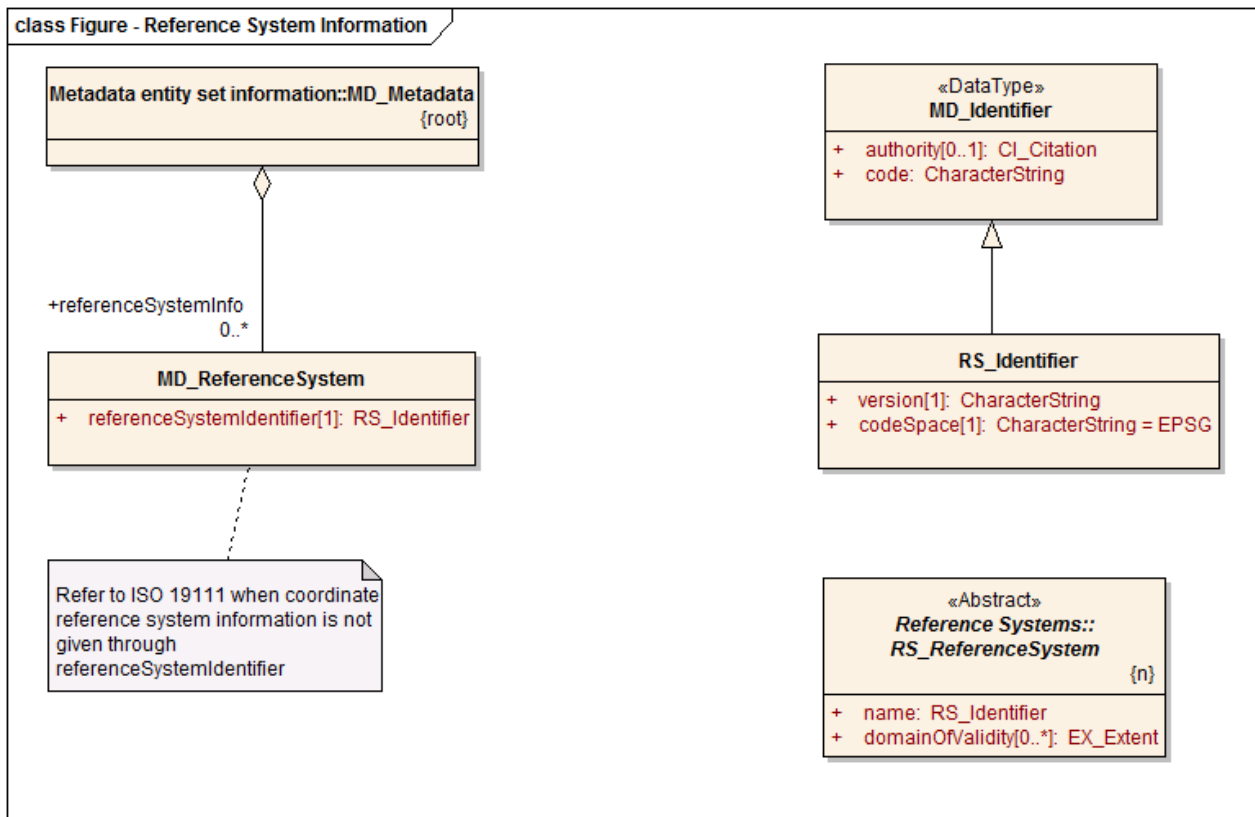 class Figure - Reference System Information
Metadata entity set information::MD_Metadata
{root}
+referenceSystemInfo
0..*
MD_ReferenceSystem
+ referenceSystemIdentifier[1]: RS_Identifier
Refer to ISO 19111 when coordinate
reference system information is not
given through
referenceSystemIdentifier
«DataType»
MD_Identifier
+ authority[0..1]: CI_Citation
+ code: CharacterString
RS_Identifier
+ version[1]: CharacterString
+ codeSpace[1]: CharacterString = EPSG
«Abstract»
Reference Systems::
RS_ReferenceSystem
{n}
+ name: RS_Identifier
+ domainOfValidity[0..*]: EX_Extent